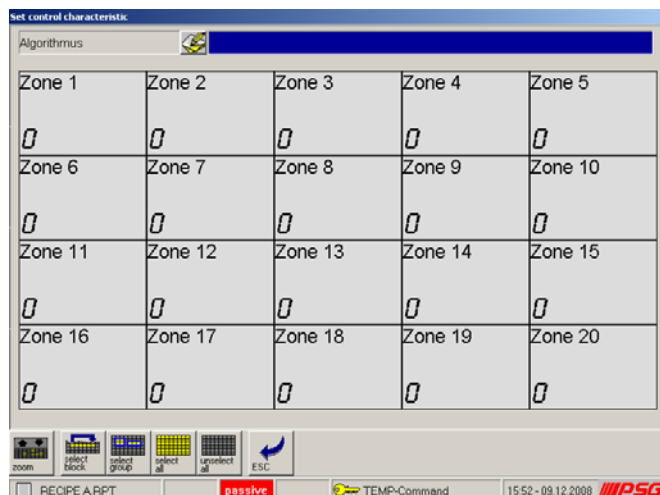 Set control characteristic
Algorithmus
Zone 1 Zone 2 Zone 3 Zone 4 Zone 5
0 0 0 0 0
Zone 6 Zone 7 Zone 8 Zone 9 Zone 10
0 0 0 0 0
Zone 11 Zone 12 Zone 13 Zone 14 Zone 15
0 0 0 0 0
Zone 16 Zone 17 Zone 18 Zone 19 Zone 20
0 0 0 0 0
zoom select block select group select all unselect all ESC
RECIPE A.RPT passive TEMP-Command 15:52 - 09.12.2008 PSG